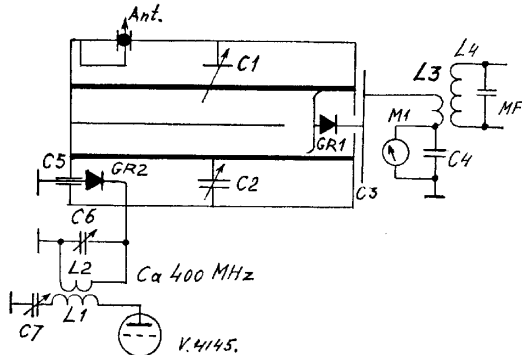 Ant.
C1
L3
L4
M1
MF
GR1
C5
GR2
C2
C3
C4
C6
L2
Ca 400 MHz
L1
C7
V.4145.